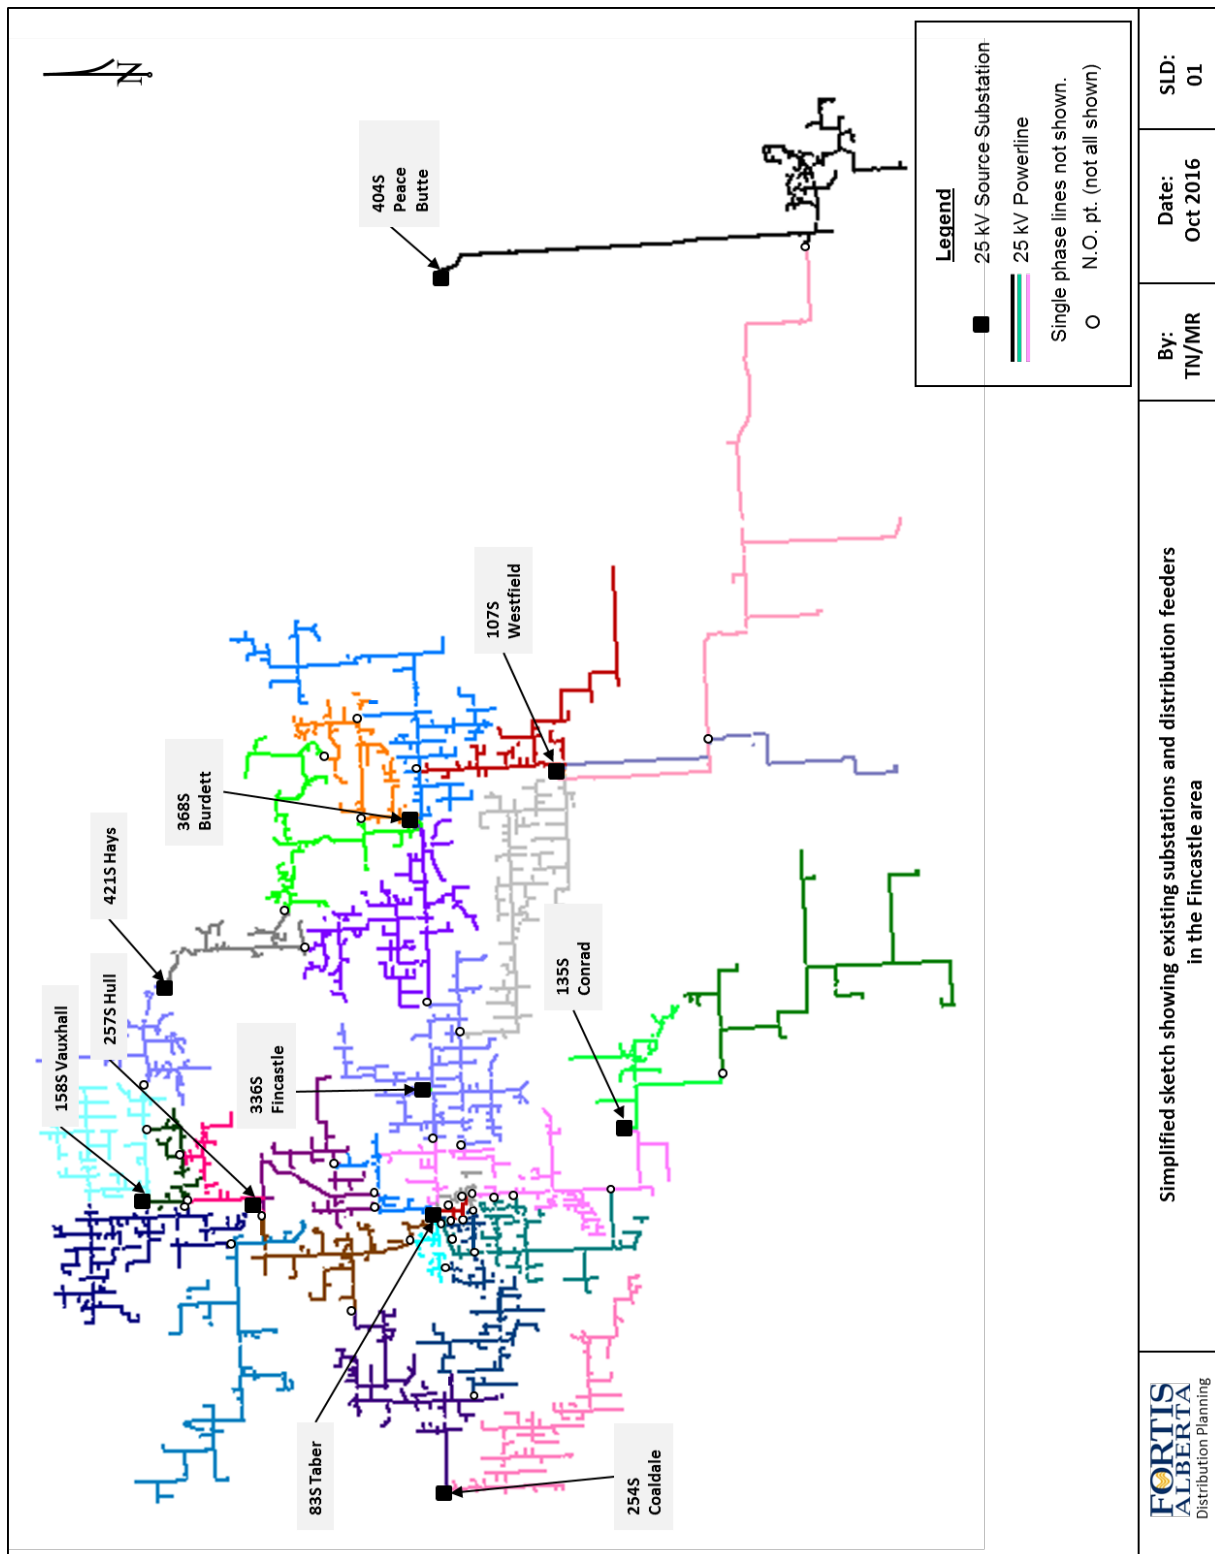 N
404S
Peace
Butte
107S
Westfield
368S
Burdett
421S Hays
257S Hull
158S Vauxhall
336S
Fincastle
135S
Conrad
83S Taber
254S
Coaldale
Legend
25 kV Source Substation
25 kV Powerline
Single phase lines not shown.
N.O. pt. (not all shown)
FORTIS
ALBERTA
Distribution Planning
Simplified sketch showing existing substations and distribution feeders
in the Fincastle area
By:
TN/MR
Date:
Oct 2016
SLD:
01